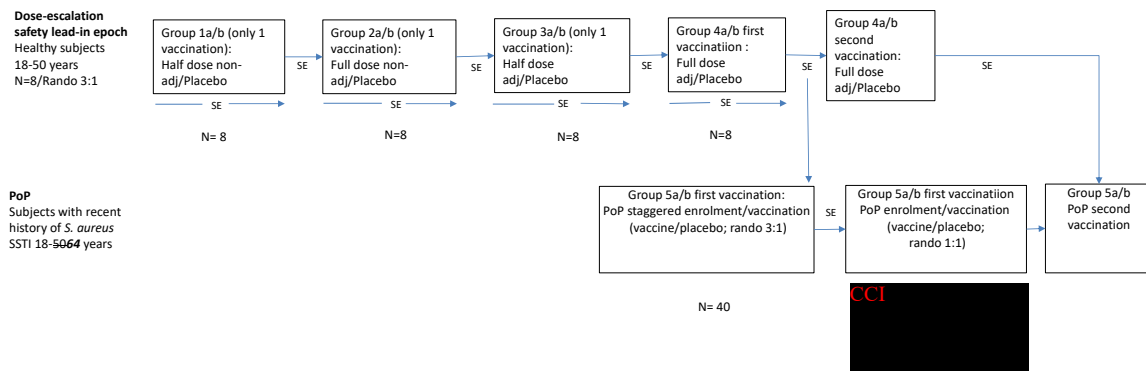 Dose-escalation
safety lead-in epoch
Healthy subjects
18-50 years
N=8/Rando 3:1
Group 1a/b (only 1
vaccination):
Half dose non-
adj/Placebo
SE
SE
N= 8
Group 2a/b (only 1
vaccination):
Full dose non-
adj/Placebo
SE
SE
N=8
Group 3a/b (only 1
vaccination):
Half dose
adj/Placebo
SE
SE
N=8
Group 4a/b first
vaccinatiion :
Full dose
adj/Placebo
SE
SE
N=8
Group 4a/b
second
vaccination:
Full dose
adj/Placebo
SE
PoP
Subjects with recent
history of S. aureus
SSTI 18-5064 years
Group 5a/b first vaccination:
PoP staggered enrolment/vaccination
(vaccine/placebo; rando 3:1)
SE
N= 40
Group 5a/b first vaccinatiion
PoP enrolment/vaccination
(vaccine/placebo;
rando 1:1)
CCI
Group 5a/b
PoP second
vaccination